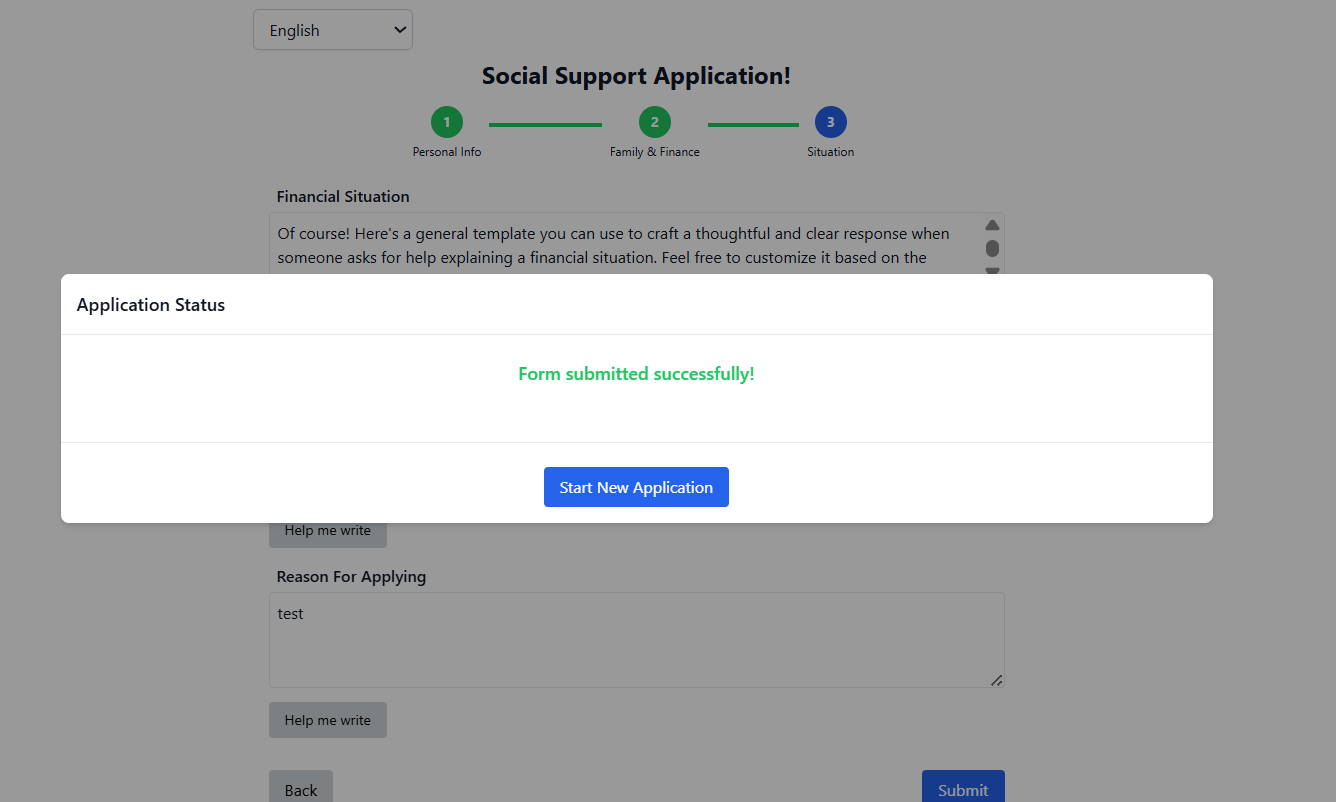 English
Social Support Application!
1
2
3
Personal Info
Family & Finance
Situation
Financial Situation
Of course! Here's a general template you can use to craft a thoughtful and clear response when
someone asks for help explaining a financial situation. Feel free to customize it based on the
Application Status
Form submitted successfully!
Start New Application
Help me write
Reason For Applying
test
Help me write
Back
Submit